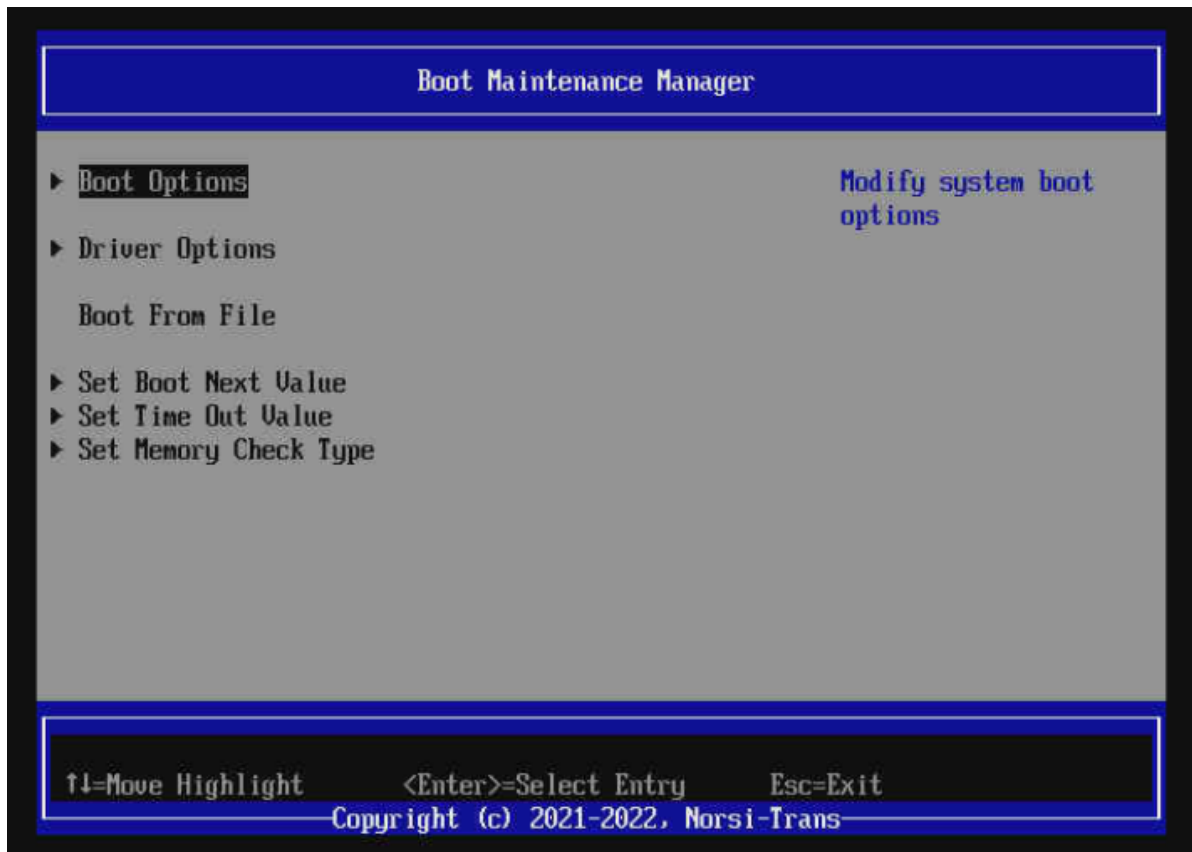 Boot Maintenance Manager
▶ Boot Options
Modify system boot
options
▶ Driver Options
Boot From File
▶ Set Boot Next Value
▶ Set Time Out Value
▶ Set Memory Check Type
↑↓=Move Highlight <Enter>=Select Entry Esc=Exit
Copyright (c) 2021-2022, Norsi-Trans